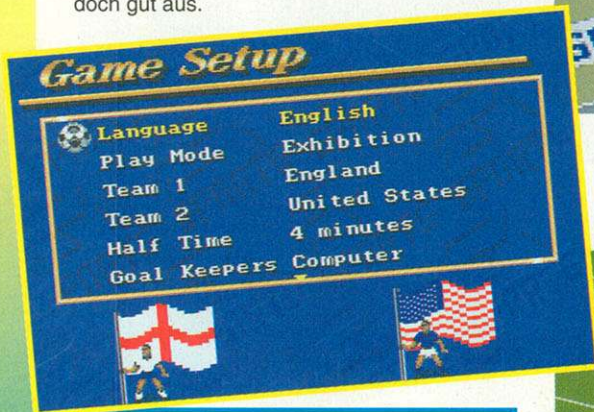 doch gut aus.
Game Setup
Language English
Play Mode Exhibition
Team 1 England
Team 2 United States
Half Time 4 minutes
Goal Keepers Computer